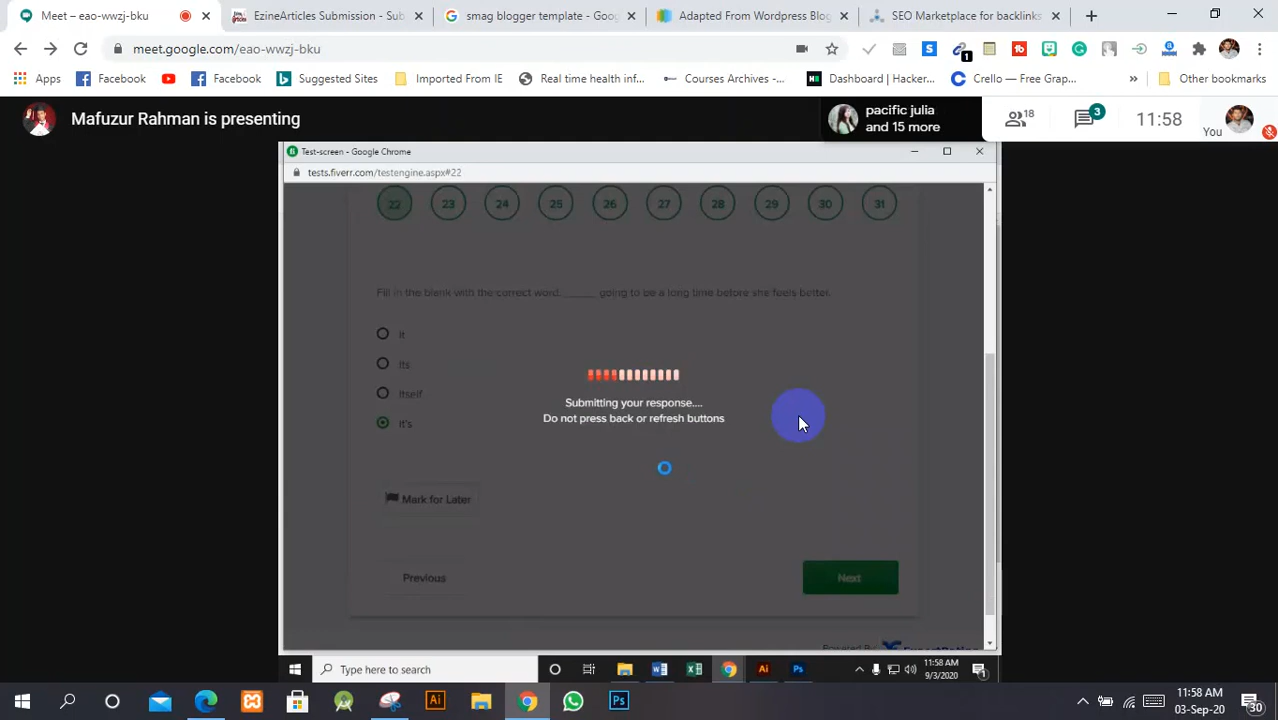 Meet – eao-wwzj-bku
EzineArticles Submission - Sub
smag blogger template - Goog
Adapted From Wordpress Blog
SEO Marketplace for backlinks
meet.google.com/eao-wwzj-bku
1
Apps
Facebook
Facebook
Suggested Sites
Imported From IE
Real time health inf...
Courses Archives -...
Dashboard | Hacker...
Crello — Free Grap...
»
Other bookmarks
Mafuzur Rahman is presenting
pacific julia
and 15 more
18
3
11:58
You
Test-screen - Google Chrome
tests.fiverr.com/testengine.aspx#22
22 23 24 25 26 27 28 29 30 31
Fill in the blank with the correct word. _____ going to be a long time before she feels better.
It
Its
Itself
It's
Submitting your response....
Do not press back or refresh buttons
Mark for Later
Previous
Next
Powered By:
Type here to search
11:58 AM
9/3/2020
1
11:58 AM
03-Sep-20
30